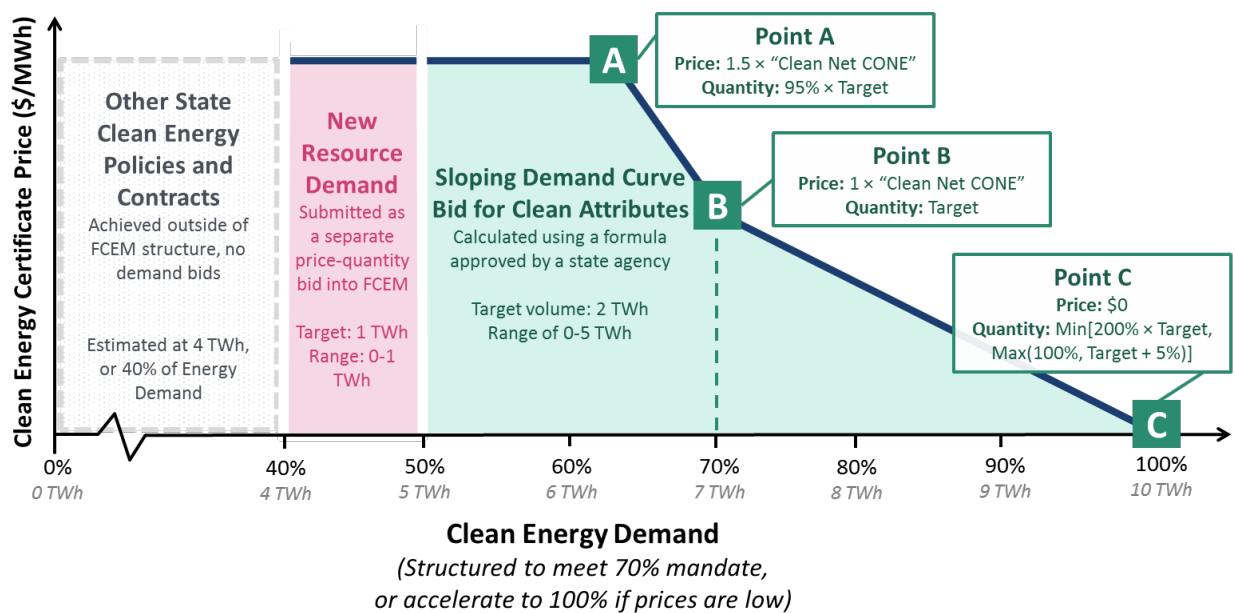 Clean Energy Certificate Price ($/MWh)
Other State
Clean Energy
Policies and
Contracts
Achieved outside of
FCEM structure, no
demand bids
Estimated at 4 TWh,
or 40% of Energy
Demand
New
Resource
Demand
Submitted as
a separate
price-quantity
bid into FCEM
Target: 1 TWh
Range: 0-1
TWh
Sloping Demand Curve
Bid for Clean Attributes
Calculated using a formula
approved by a state agency
Target volume: 2 TWh
Range of 0-5 TWh
A
Point A
Price: 1.5 × “Clean Net CONE”
Quantity: 95% × Target
B
Point B
Price: 1 × “Clean Net CONE”
Quantity: Target
Point C
Price: $0
Quantity: Min[200% × Target,
Max(100%, Target + 5%)]
C
0% 40% 50% 60% 70% 80% 90% 100%
0 TWh 4 TWh 5 TWh 6 TWh 7 TWh 8 TWh 9 TWh 10 TWh
Clean Energy Demand
(Structured to meet 70% mandate,
or accelerate to 100% if prices are low)